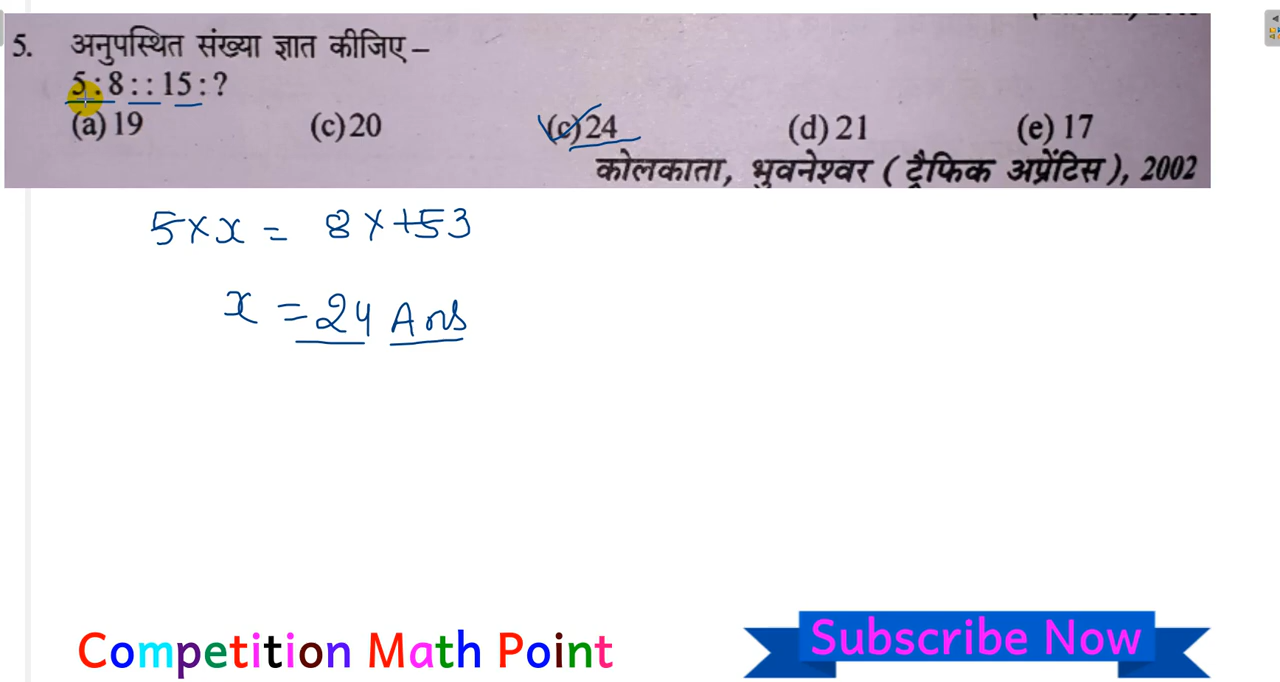 5. अनुपस्थित संख्या ज्ञात कीजिए –
5 : 8 : : 15 : ?
(a) 19 (c) 20 (c) 24 (d) 21 (e) 17
कोलकाता, भुवनेश्वर ( ट्रैफिक अप्रेंटिस ), 2002
5 × x = 8 × 15 3
x = 24 Ans
Competition Math Point
Subscribe Now